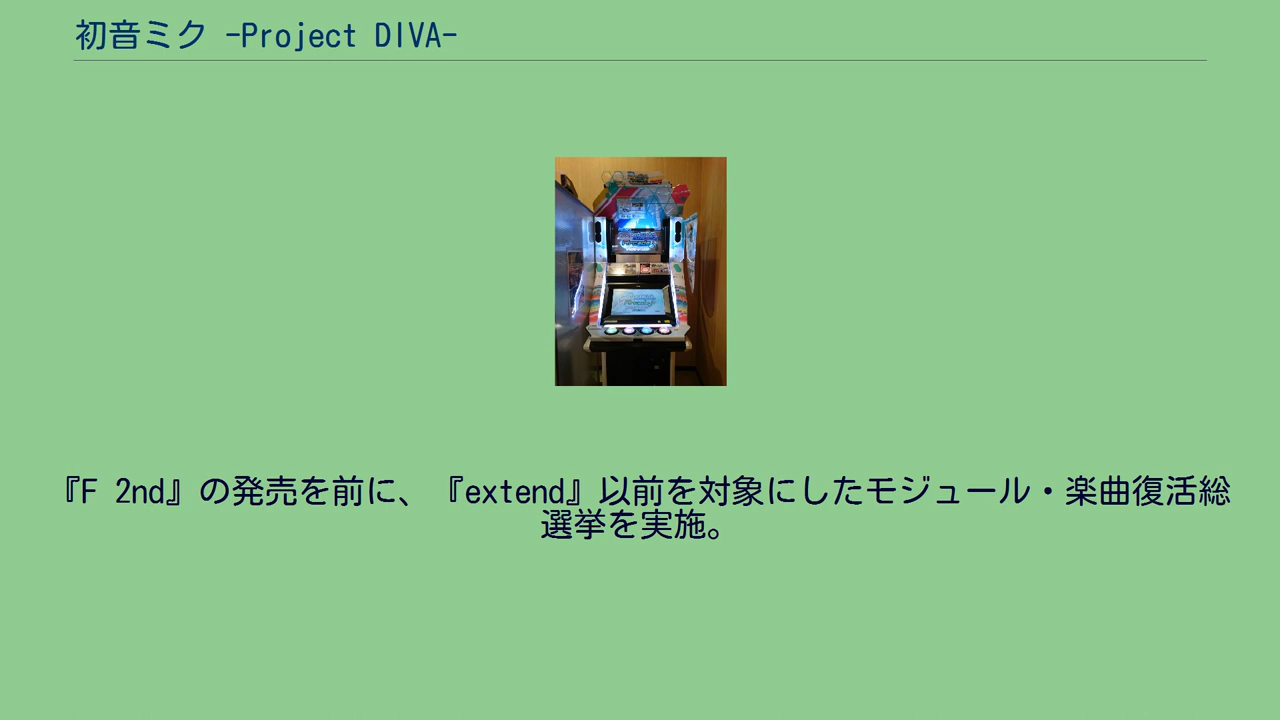 初音ミク -Project DIVA-
『F 2nd』の発売を前に、『extend』以前を対象にしたモジュール・楽曲復活総
選挙を実施。